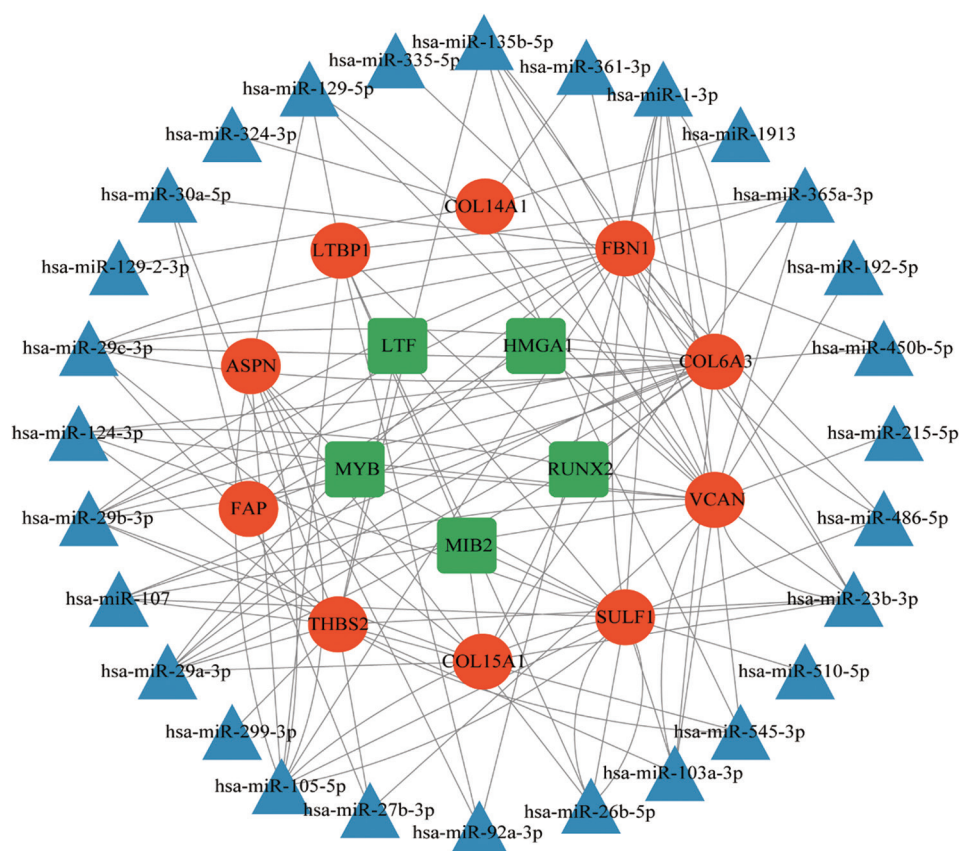 hsa-miR-135b-5p
hsa-miR-335-5p
hsa-miR-361-3p
hsa-miR-129-5p
hsa-miR-1-3p
hsa-miR-324-3p
hsa-miR-1913
hsa-miR-30a-5p
hsa-miR-365a-3p
COL14A1
LTBP1
FBN1
hsa-miR-129-2-3p
hsa-miR-192-5p
LTF
HMGA1
hsa-miR-29c-3p
hsa-miR-450b-5p
ASPN
COL6A3
hsa-miR-124-3p
hsa-miR-215-5p
MYB
RUNX2
FAP
VCAN
hsa-miR-29b-3p
hsa-miR-486-5p
MIB2
hsa-miR-107
hsa-miR-23b-3p
THBS2
SULF1
COL15A1
hsa-miR-29a-3p
hsa-miR-510-5p
hsa-miR-299-3p
hsa-miR-545-3p
hsa-miR-105-5p
hsa-miR-103a-3p
hsa-miR-27b-3p
hsa-miR-26b-5p
hsa-miR-92a-3p